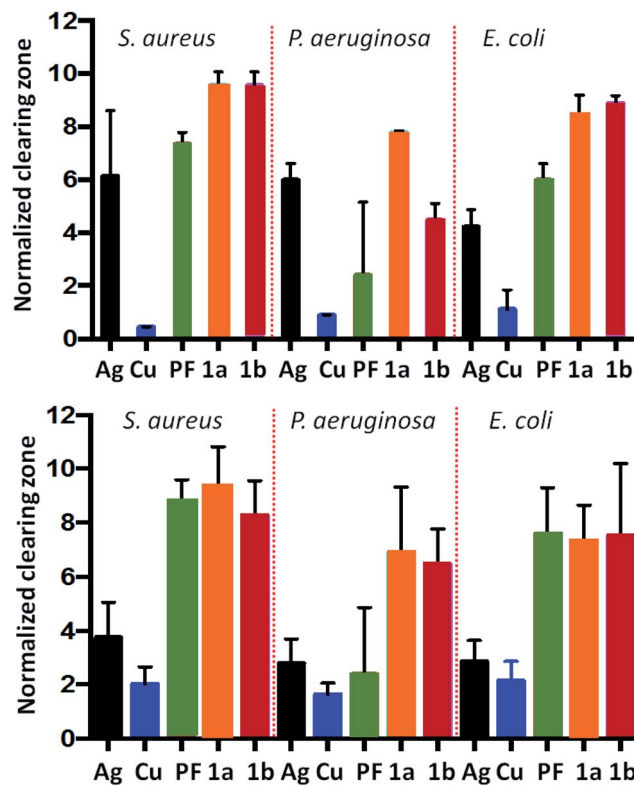 12
S. aureus P. aeruginosa E. coli
10
8
6
4
2
0
Normalized clearing zone
Ag Cu PF 1a 1b Ag Cu PF 1a 1b Ag Cu PF 1a 1b
12
S. aureus P. aeruginosa E. coli
10
8
6
4
2
0
Normalized clearing zone
Ag Cu PF 1a 1b Ag Cu PF 1a 1b Ag Cu PF 1a 1b